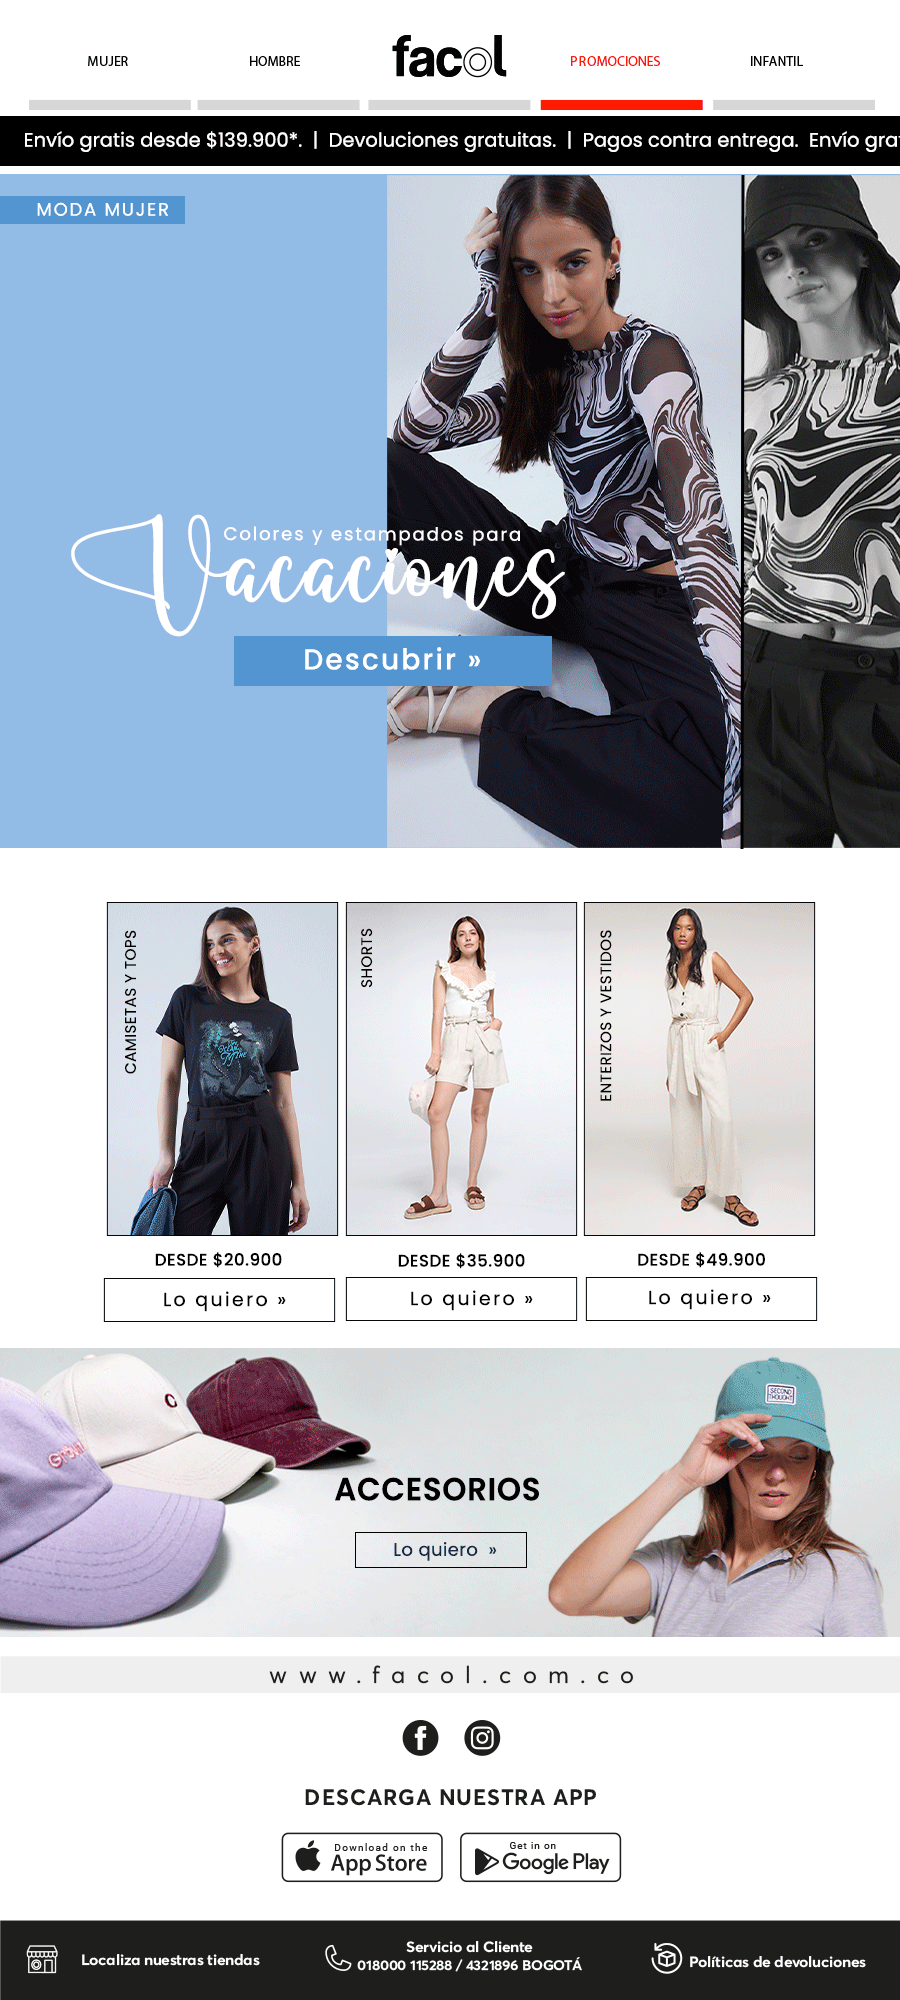 MUJER
HOMBRE
facol
PROMOCIONES
INFANTIL
Envío gratis desde $139.900*. | Devoluciones gratuitas. | Pagos contra entrega. Envío gra
MODA MUJER
Colores y estampados para
Vacaciones
Descubrir »
CAMISETAS Y TOPS
SHORTS
ENTERIZOS Y VESTIDOS
DESDE $20.900
DESDE $35.900
DESDE $49.900
Lo quiero »
Lo quiero »
Lo quiero »
C
SECOND
THOUGHT
ACCESORIOS
Lo quiero »
www.facol.com.co
DESCARGA NUESTRA APP
Download on the
App Store
Get in on
Google Play
Localiza nuestras tiendas
Servicio al Cliente
018000 115288 / 4321896 BOGOTÁ
Políticas de devoluciones